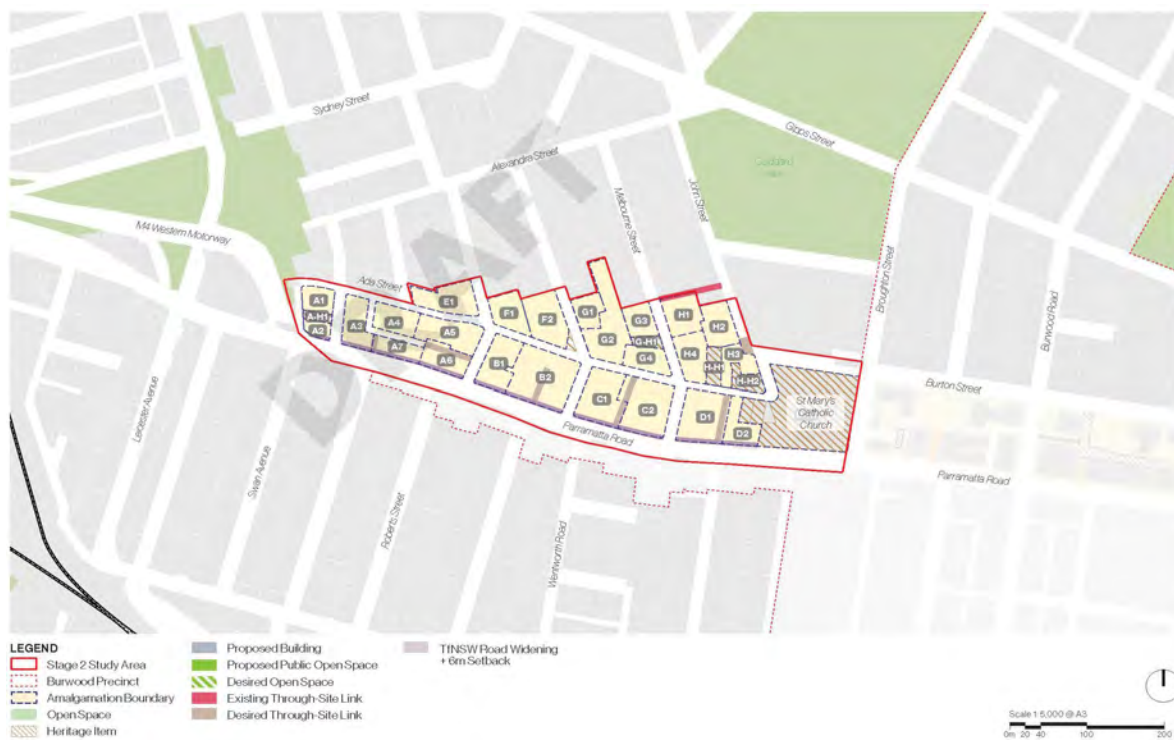 Sydney Street
Gipps Street
Alexandra Street
Goddard
John Street
Melbourne Street
M4 Western Motorway
Broughton Street
Burwood Road
DRAFT
Ada Street
A1
A-H1
A2
A3
A4
A5
A7
A6
E1
F1
F2
G1
G2
G3
G-H1
G4
H1
H2
H3
H4
H-H1
H-H2
B1
B2
C1
C2
D1
D2
St Mary's
Catholic
Church
Burton Street
Leicester Avenue
Swan Avenue
Roberts Street
Wentworth Road
Parramatta Road
Parramatta Road
LEGEND
Stage 2 Study Area
Burwood Precinct
Amalgamation Boundary
Open Space
Heritage Item
Proposed Building
Proposed Public Open Space
Desired Open Space
Existing Through-Site Link
Desired Through-Site Link
TfNSW Road Widening
+ 6m Setback
Scale 1:5,000 @ A3
0m 20 40 100 200